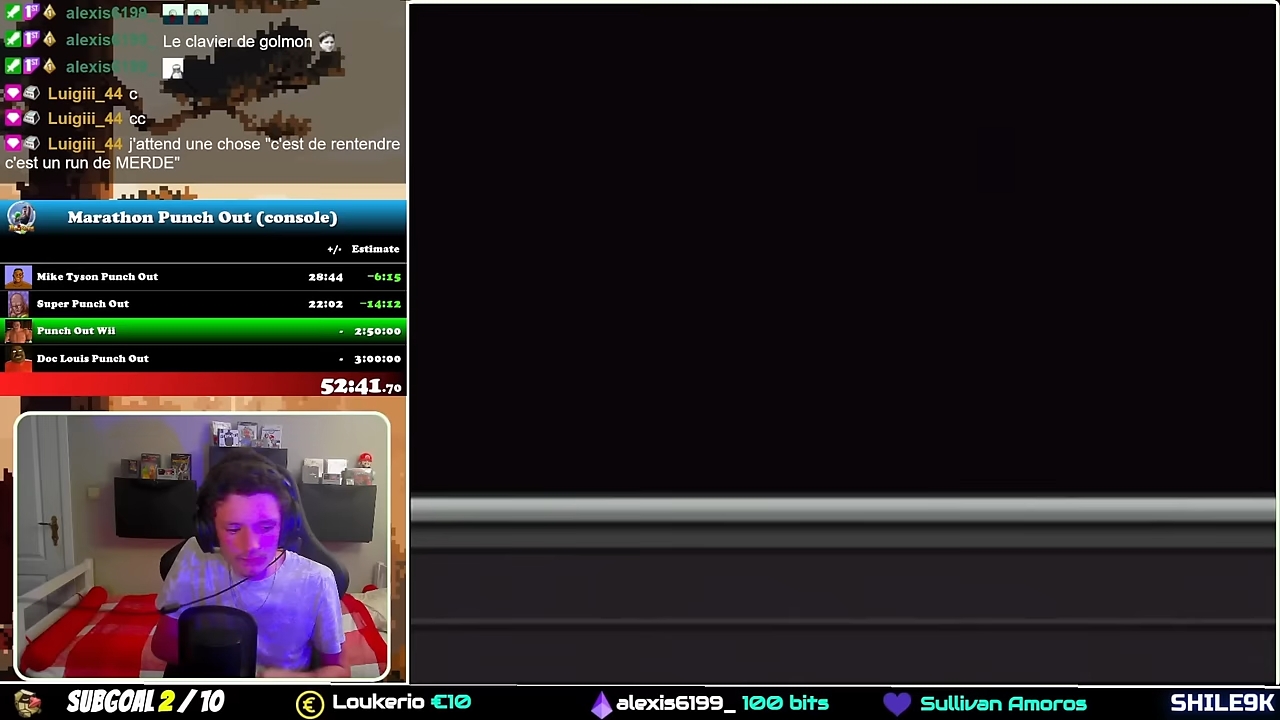 alexis6199_
alexis6199_ Le clavier de golmon
alexis6199_
Luigiii_44 c
Luigiii_44 cc
Luigiii_44 j'attend une chose "c'est de rentendre
c'est un run de MERDE"
Marathon Punch Out (console)
+/- Estimate
Mike Tyson Punch Out 28:44 -6:15
Super Punch Out 22:02 -14:12
Punch Out Wii - 2:50:00
Doc Louis Punch Out - 3:00:00
52:41.70
SUBGOAL 2 / 10 Loukerio €10 alexis6199_ 100 bits Sullivan Amoros SHILE9K